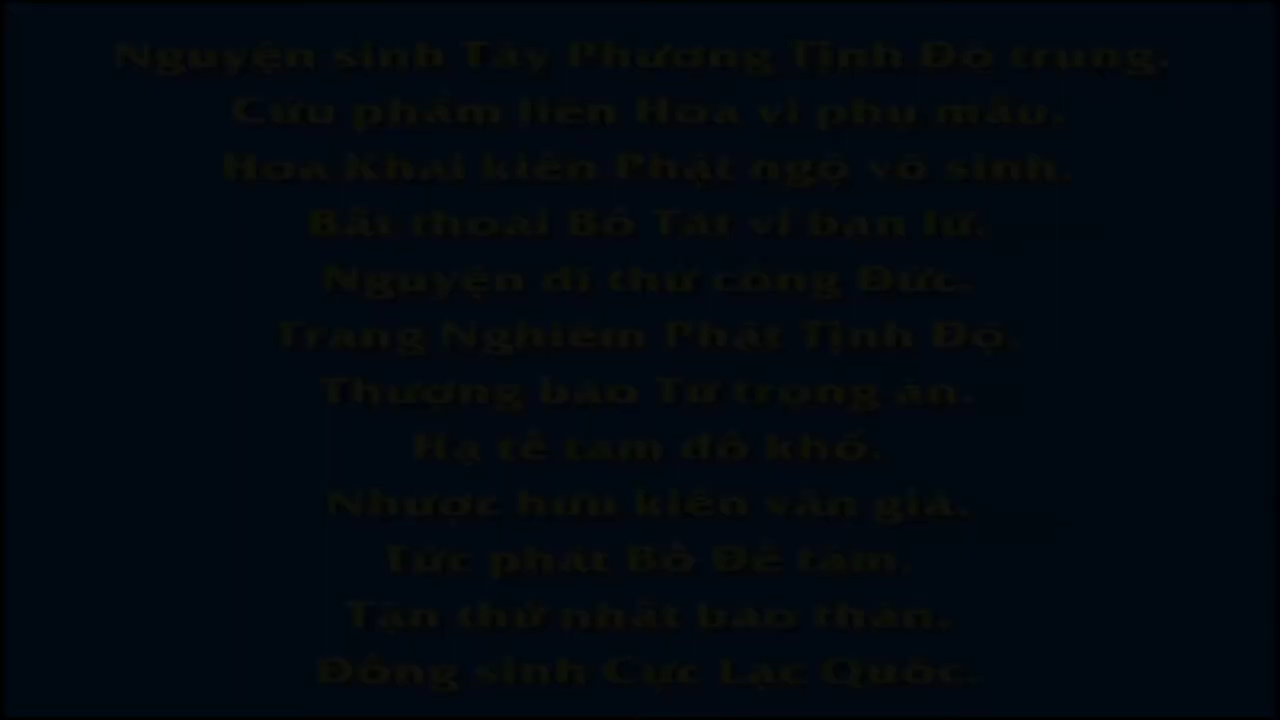 Nguyện sinh Tây Phương Tịnh Độ trung.
Cửu phẩm liên Hoa vi phụ mẫu.
Hoa Khai kiến Phật ngộ vô sinh.
Bất thoái Bồ Tát vi bạn lữ.
Nguyện dĩ thử công Đức.
Trang Nghiêm Phật Tịnh Độ.
Thượng báo Tứ trọng ân.
Hạ tế tam đồ khổ.
Nhược hữu kiến văn giả.
Tức phát Bồ Đề tâm.
Tận thử nhất báo thân.
Đồng sinh Cực Lạc Quốc.